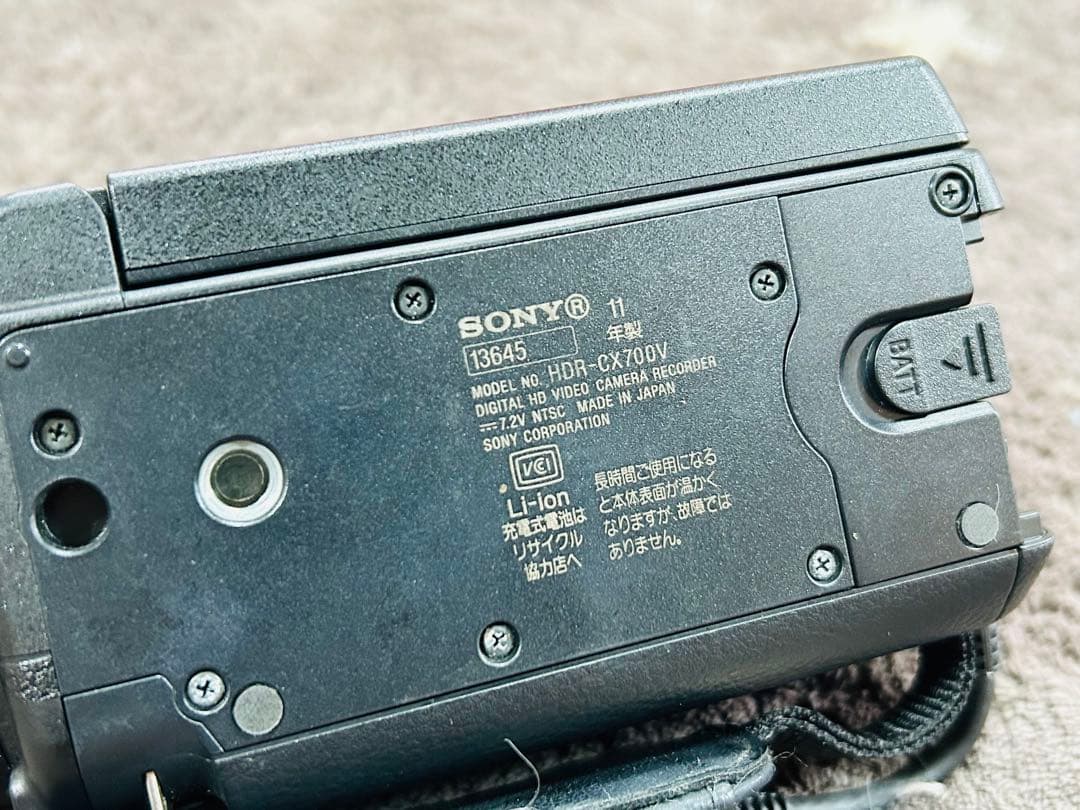 SONY® 11
年製
13645
MODEL NO. HDR-CX700V
DIGITAL HD VIDEO CAMERA RECORDER
⎓7.2V NTSC MADE IN JAPAN
SONY CORPORATION
VCI
Li-ion
充電式電池は
リサイクル
協力店へ
長時間ご使用になる
と本体表面が温かく
なりますが、故障では
ありません。
BATT